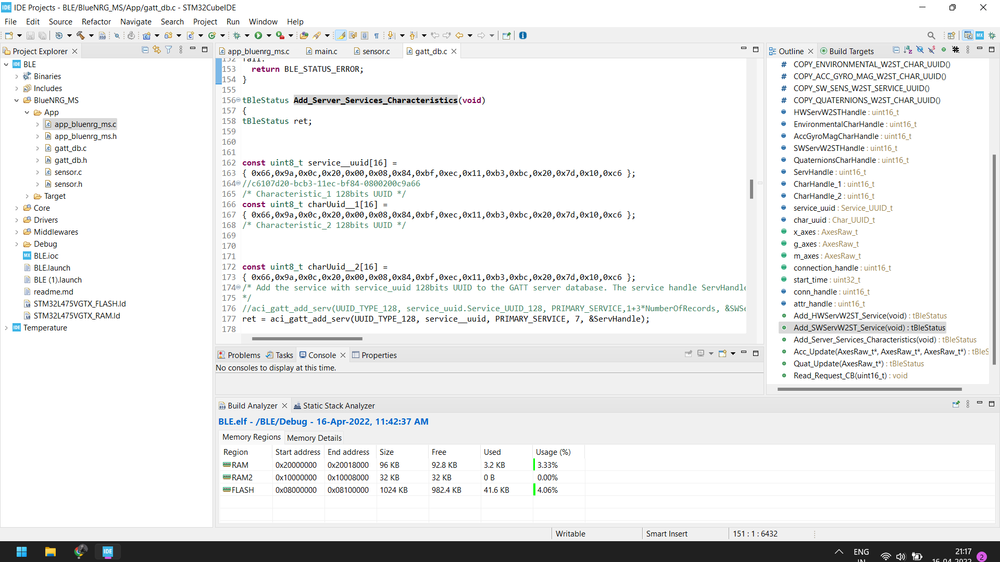 IDE Projects - BLE/BlueNRG_MS/App/gatt_db.c - STM32CubeIDE
File Edit Source Refactor Navigate Search Project Run Window Help
Project Explorer
BLE
Binaries
Includes
BlueNRG_MS
App
app_bluenrg_ms.c
app_bluenrg_ms.h
gatt_db.c
gatt_db.h
sensor.c
sensor.h
Target
Core
Drivers
Middlewares
Debug
BLE.ioc
BLE.launch
BLE (1).launch
readme.md
STM32L475VGTX_FLASH.ld
STM32L475VGTX_RAM.ld
Temperature
app_bluenrg_ms.c main.c sensor.c gatt_db.c
152 fail:
153 return BLE_STATUS_ERROR;
154 }
155
156 tBleStatus Add_Server_Services_Characteristics(void)
157 {
158 tBleStatus ret;
159
160
161
162 const uint8_t service__uuid[16] =
163 { 0x66,0x9a,0x0c,0x20,0x00,0x08,0x84,0xbf,0xec,0x11,0xb3,0xbc,0x20,0x7d,0x10,0xc6 };
164 //c6107d20-bcb3-11ec-bf84-0800200c9a66
165 /* Characteristic_1 128bits UUID */
166 const uint8_t charUuid__1[16] =
167 { 0x66,0x9a,0x0c,0x20,0x00,0x08,0x84,0xbf,0xec,0x11,0xb3,0xbc,0x20,0x7d,0x10,0xc6 };
168 /* Characteristic_2 128bits UUID */
169
170
171
172 const uint8_t charUuid__2[16] =
173 { 0x66,0x9a,0x0c,0x20,0x00,0x08,0x84,0xbf,0xec,0x11,0xb3,0xbc,0x20,0x7d,0x10,0xc6 };
174 /* Add the service with service_uuid 128bits UUID to the GATT server database. The service handle ServHandle
175 */
176 //aci_gatt_add_serv(UUID_TYPE_128, service_uuid.Service_UUID_128, PRIMARY_SERVICE,1+3*NumberOfRecords, &SWSe
177 ret = aci_gatt_add_serv(UUID_TYPE_128, service__uuid, PRIMARY_SERVICE, 7, &ServHandle);
178
Outline Build Targets
COPY_ENVIRONMENTAL_W2ST_CHAR_UUID()
COPY_ACC_GYRO_MAG_W2ST_CHAR_UUID()
COPY_SW_SENS_W2ST_SERVICE_UUID()
COPY_QUATERNIONS_W2ST_CHAR_UUID()
HWServW2STHandle : uint16_t
EnvironmentalCharHandle : uint16_t
AccGyroMagCharHandle : uint16_t
SWServW2STHandle : uint16_t
QuaternionsCharHandle : uint16_t
ServHandle : uint16_t
CharHandle_1 : uint16_t
CharHandle_2 : uint16_t
service_uuid : Service_UUID_t
char_uuid : Char_UUID_t
x_axes : AxesRaw_t
g_axes : AxesRaw_t
m_axes : AxesRaw_t
connection_handle : uint16_t
start_time : uint32_t
conn_handle : uint16_t
attr_handle : uint16_t
Add_HWServW2ST_Service(void) : tBleStatus
Add_SWServW2ST_Service(void) : tBleStatus
Add_Server_Services_Characteristics(void) : tBleStatus
Acc_Update(AxesRaw_t*, AxesRaw_t*, AxesRaw_t*) : tBleS
Quat_Update(AxesRaw_t*) : tBleStatus
Read_Request_CB(uint16_t) : void
Problems Tasks Console Properties
No consoles to display at this time.
Build Analyzer Static Stack Analyzer
BLE.elf - /BLE/Debug - 16-Apr-2022, 11:42:37 AM
Memory Regions Memory Details
Region Start address End address Size Free Used Usage (%)
RAM 0x20000000 0x20018000 96 KB 92.8 KB 3.2 KB 3.33%
RAM2 0x10000000 0x10008000 32 KB 32 KB 0 B 0.00%
FLASH 0x08000000 0x08100000 1024 KB 982.4 KB 41.6 KB 4.06%
Writable Smart Insert 151 : 1 : 6432
IDE
ENG
IN
21:17
16-04-2022
2